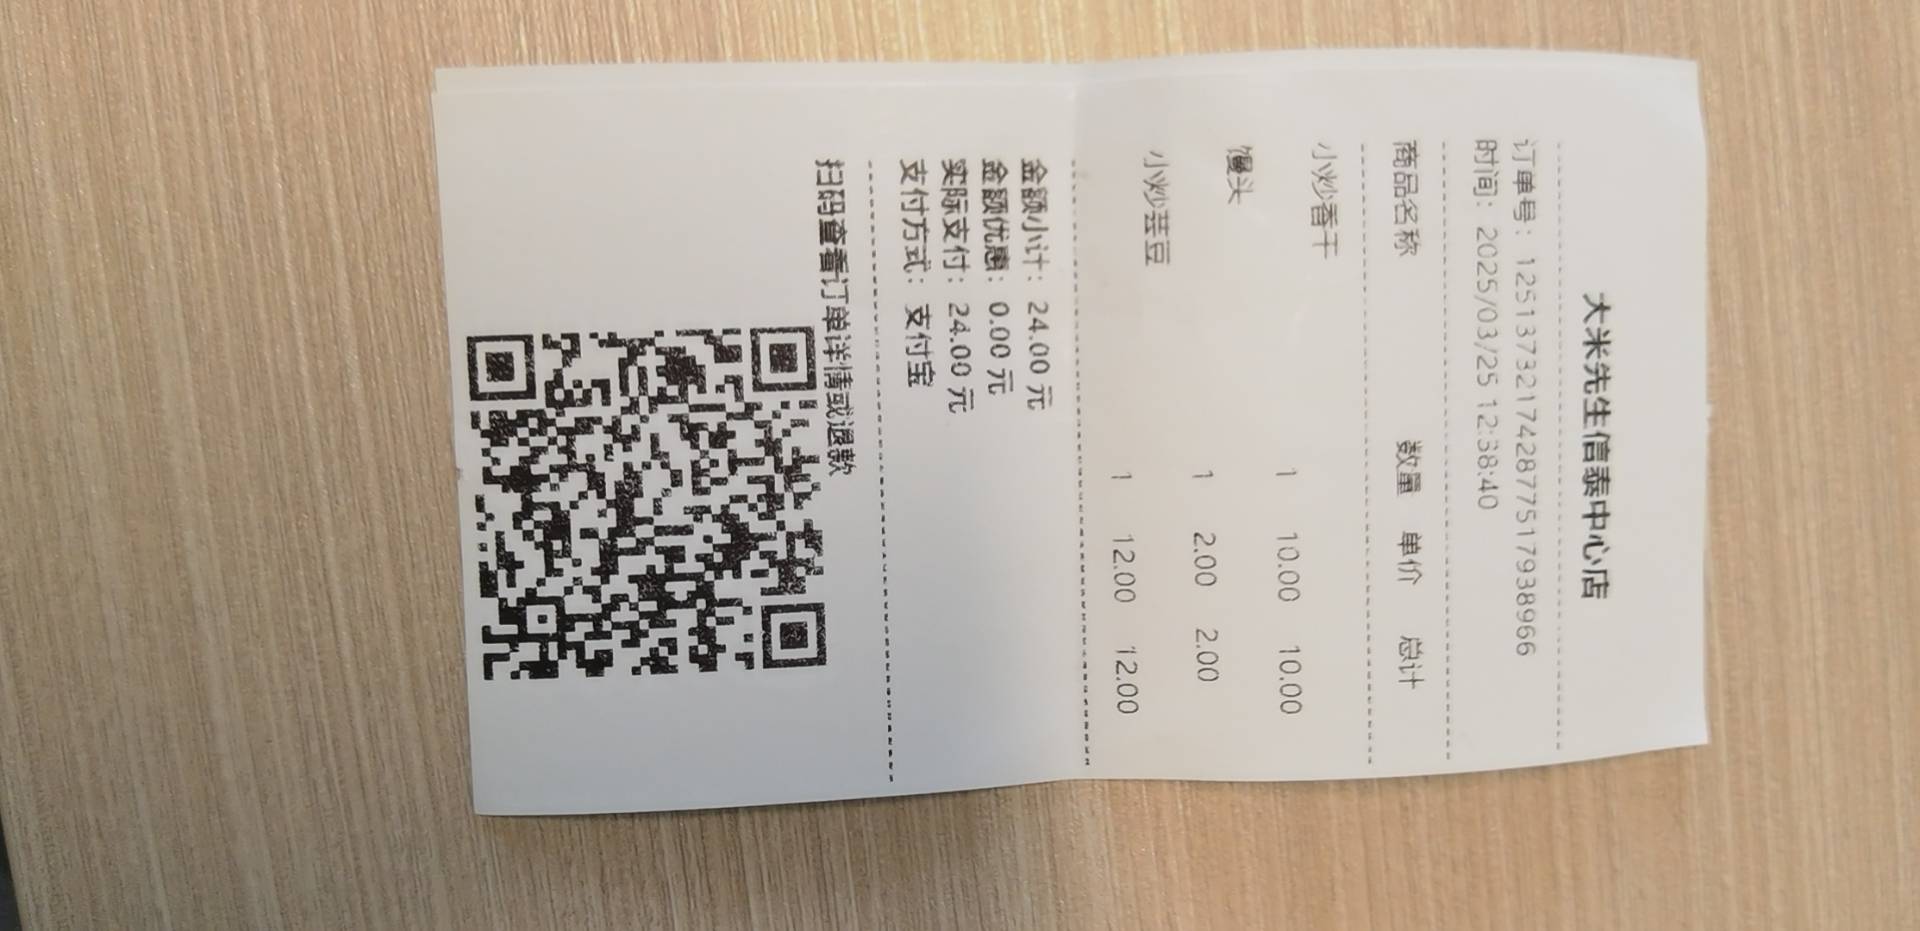 大米先生信泰中心店
订单号：12513732174287751793896​6
时间：2025/03/25 12:38:40
商品名称 数量 单价 总计
小炒香干 1 10.00 10.00
馒头 1 2.00 2.00
小炒芸豆 1 12.00 12.00
金额小计：24.00 元
金额优惠：0.00 元
实际支付：24.00 元
支付方式：支付宝
扫码查看订单详情或退款